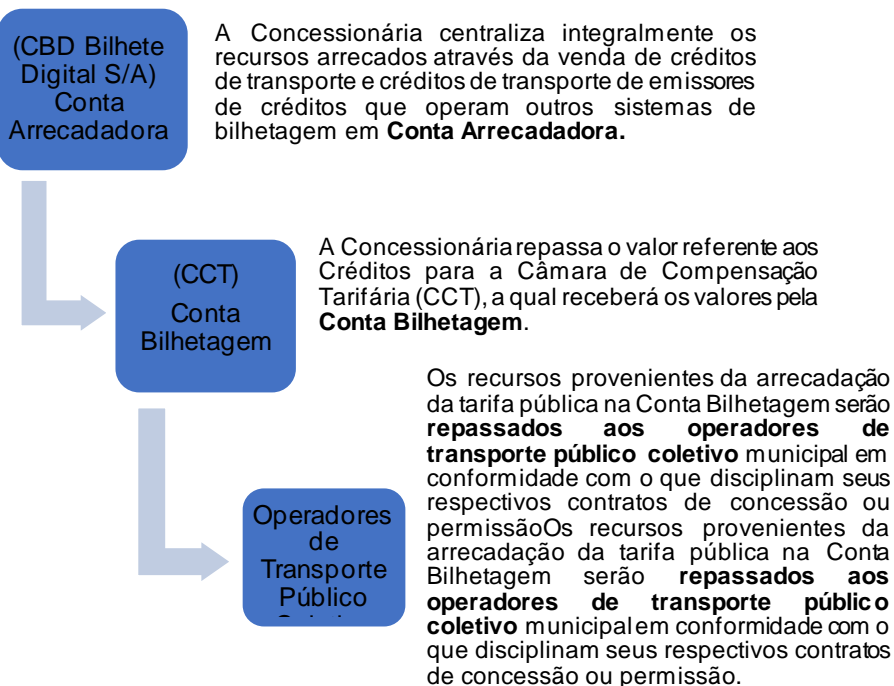 (CBD Bilhete
Digital S/A)
Conta
Arrecadadora
A Concessionária centraliza integralmente os
recursos arrecados através da venda de créditos
de transporte e créditos de transporte de emissores
de créditos que operam outros sistemas de
bilhetagem em Conta Arrecadadora.
(CCT)
Conta
Bilhetagem
A Concessionária repassa o valor referente aos
Créditos para a Câmara de Compensação
Tarifária (CCT), a qual receberá os valores pela
Conta Bilhetagem.
Operadores
de
Transporte
Público
Os recursos provenientes da arrecadação
da tarifa pública na Conta Bilhetagem serão
repassados aos operadores de
transporte público coletivo municipal em
conformidade com o que disciplinam seus
respectivos contratos de concessão ou
permissãoOs recursos provenientes da
arrecadação da tarifa pública na Conta
Bilhetagem serão repassados aos
operadores de transporte público
coletivo municipal em conformidade com o
que disciplinam seus respectivos contratos
de concessão ou permissão.